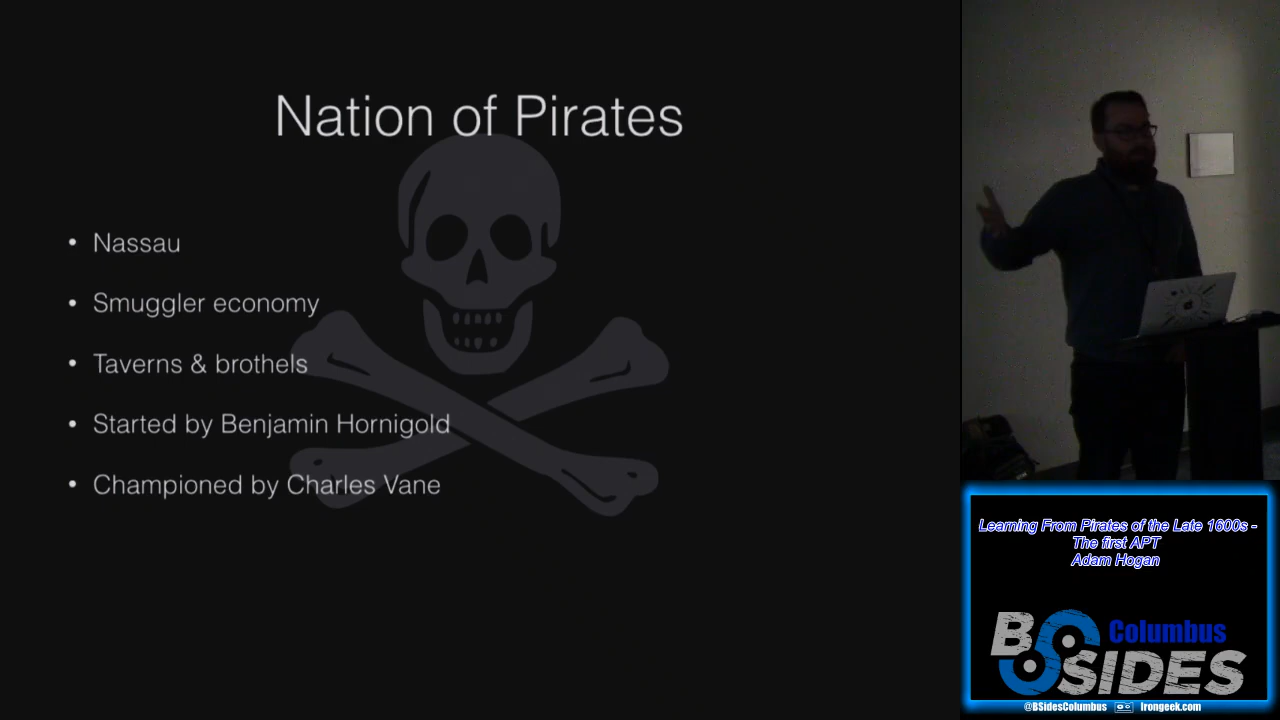 Nation of Pirates
• Nassau
• Smuggler economy
• Taverns & brothels
• Started by Benjamin Hornigold
• Championed by Charles Vane
Learning From Pirates of the Late 1600s -
The first APT
Adam Hogan
BSIDES
Columbus
@BSidesColumbus Irongeek.com